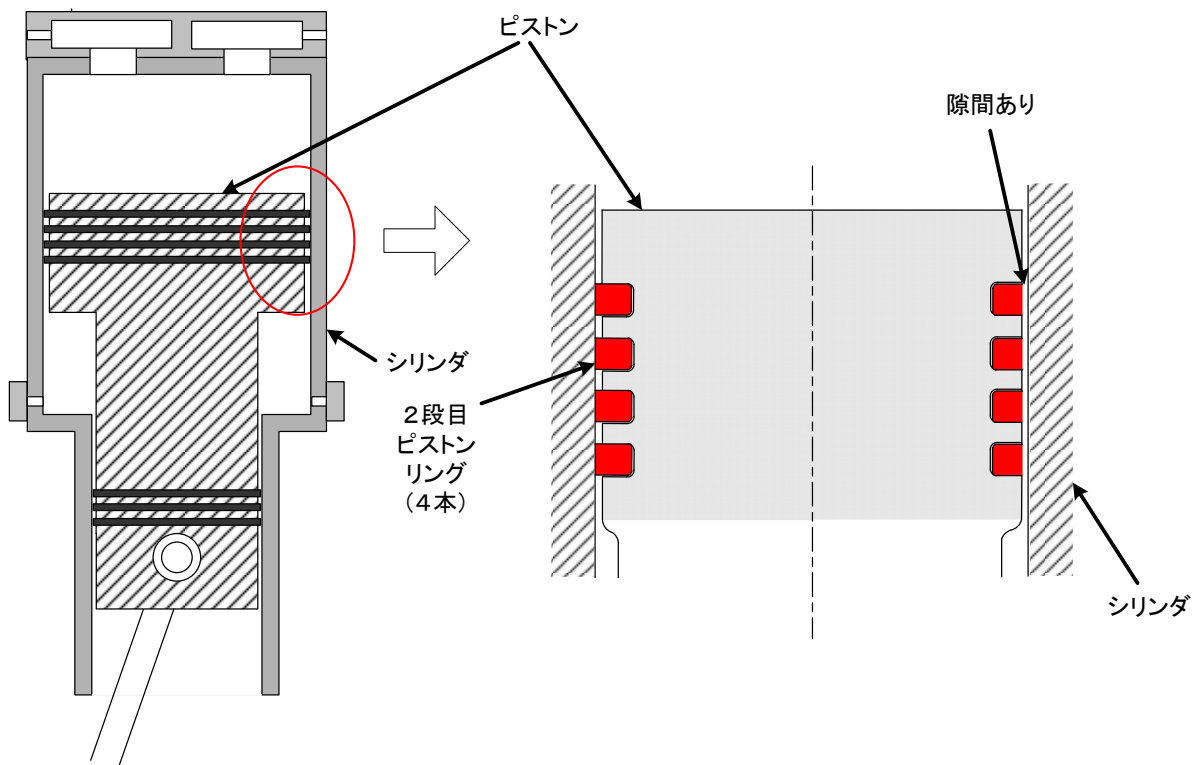 ピストン
隙間あり
シリンダ
２段目
ピストン
リング
（４本）
シリンダ